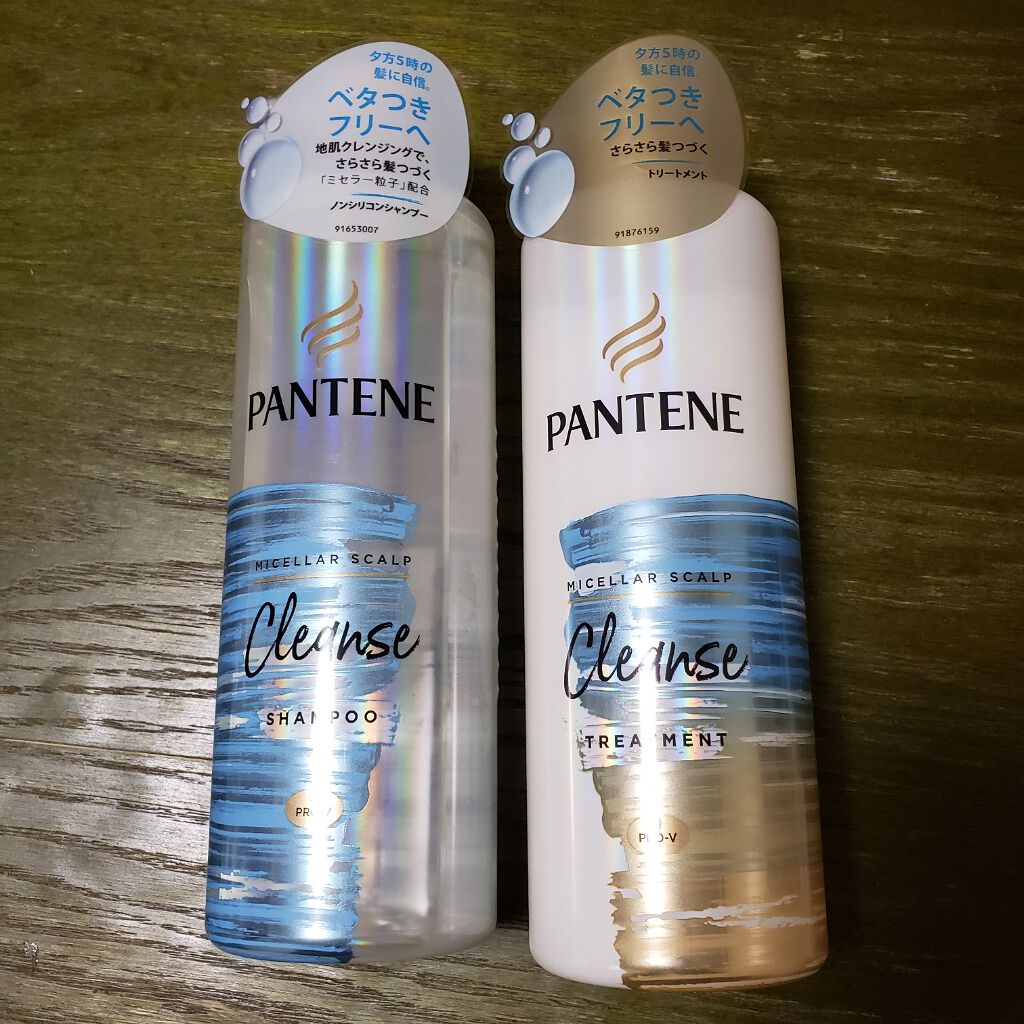 夕方5時の
髪に自信。
ベタつき
フリーへ
地肌クレンジングで、
さらさら髪つづく
「ミセラー粒子」配合
ノンシリコンシャンプー
91653007
PANTENE
MICELLAR SCALP
Cleanse
SHAMPOO
PRO-V
夕方5時の
髪に自信。
ベタつき
フリーへ
さらさら髪つづく
トリートメント
91876159
PANTENE
MICELLAR SCALP
Cleanse
TREATMENT
PRO-V